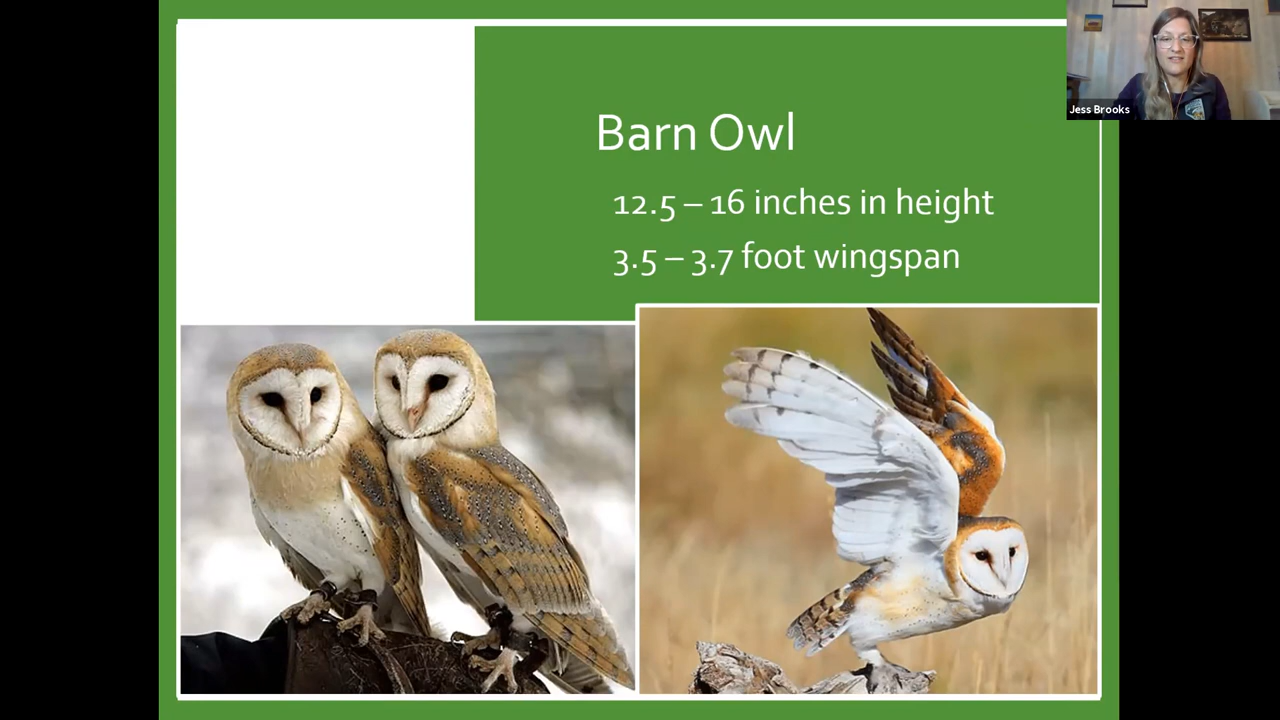 Barn Owl
12.5 – 16 inches in height
3.5 – 3.7 foot wingspan
Jess Brooks